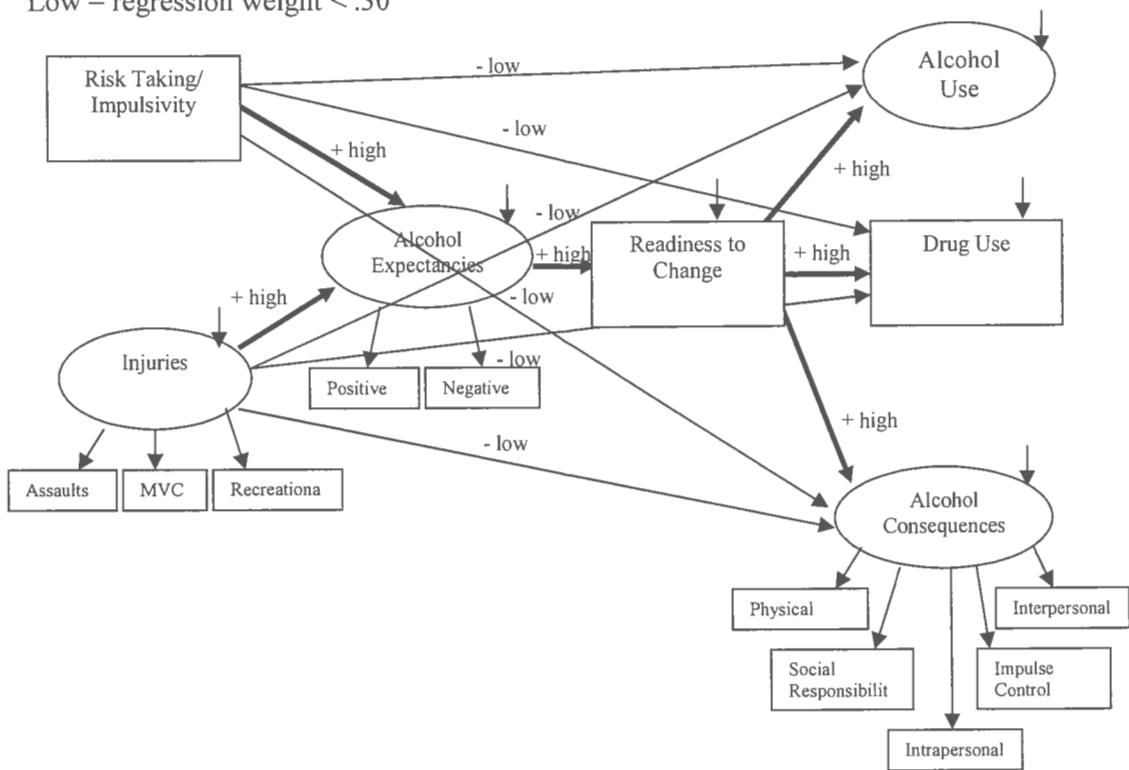 Low – regression weight < .30
Risk Taking/
Impulsivity
- low
Alcohol
Use
- low
+ high
+ high
- low
Alcohol
Expectancies
+ high
Readiness to
Change
+ high
Drug Use
+ high
- low
Injuries
- low
Positive
Negative
+ high
- low
Assaults
MVC
Recreationa
Alcohol
Consequences
Physical
Interpersonal
Social
Responsibilit
Impulse
Control
Intrapersonal